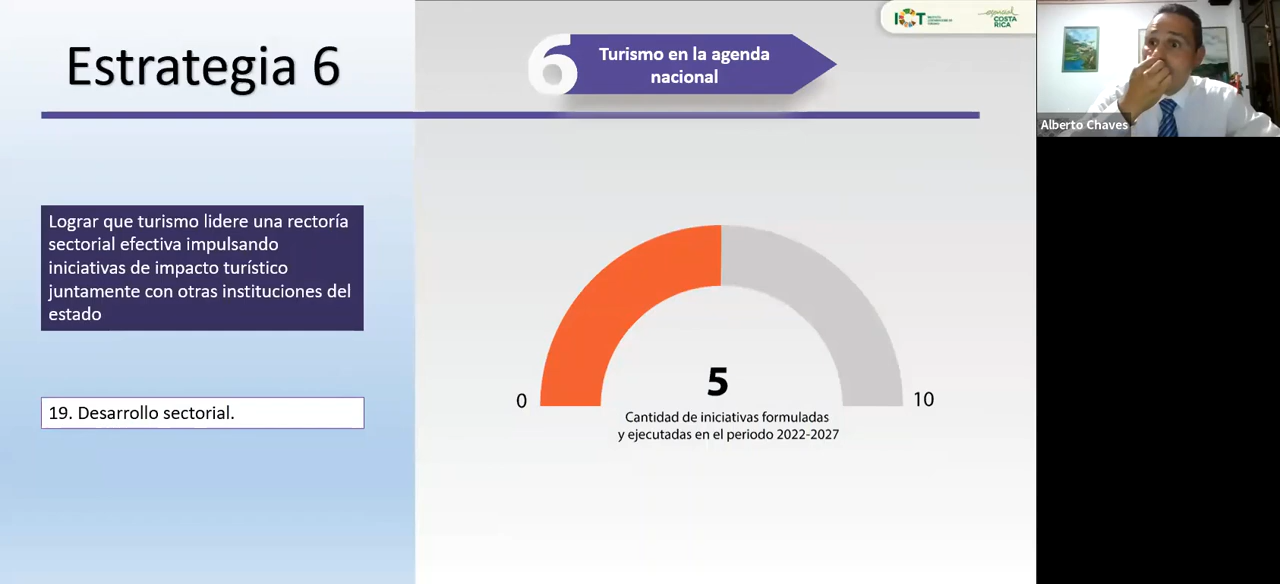 Estrategia 6
6
Turismo en la agenda
nacional
ICT
esencial
COSTA
RICA
Alberto Chaves
Lograr que turismo lidere una rectoría
sectorial efectiva impulsando
iniciativas de impacto turístico
juntamente con otras instituciones del
estado
19. Desarrollo sectorial.
0
5
10
Cantidad de iniciativas formuladas
y ejecutadas en el periodo 2022-2027